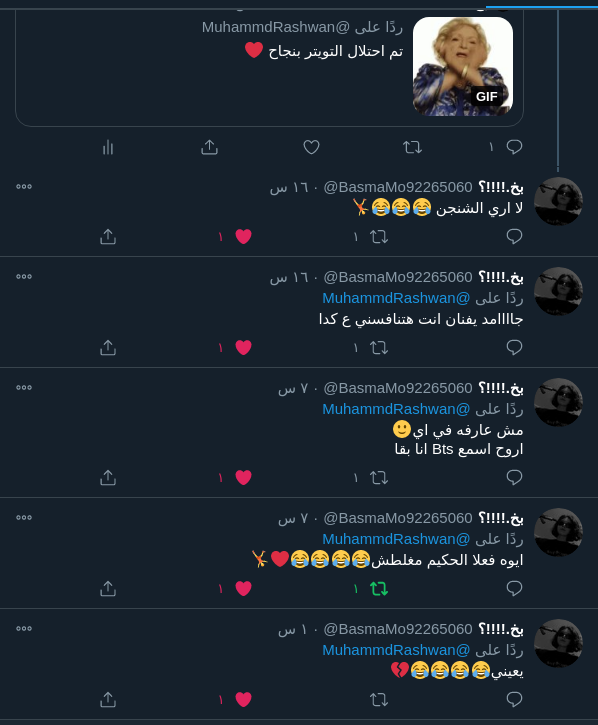 ردًا على @MuhammdRashwan
تم احتلال التويتر بنجاح ❤️
GIF
١
بخ.!!!!؟ @BasmaMo92265060 · ١٦ س
لا اري الشنجن 😂😂😂🤸
١ ١
بخ.!!!!؟ @BasmaMo92265060 · ١٦ س
ردًا على @MuhammdRashwan
جااااامد يفنان انت هتنافسني ع كدا
١ ١
بخ.!!!!؟ @BasmaMo92265060 · ٧ س
ردًا على @MuhammdRashwan
مش عارفه في اي🙂
اروح اسمع Bts انا بقا
١ ١
بخ.!!!!؟ @BasmaMo92265060 · ٧ س
ردًا على @MuhammdRashwan
ايوه فعلا الحكيم مغلطش😂😂😂😂❤️🤸
١ ١
بخ.!!!!؟ @BasmaMo92265060 · ١ س
ردًا على @MuhammdRashwan
يعيني😂😂😂😂💔
١